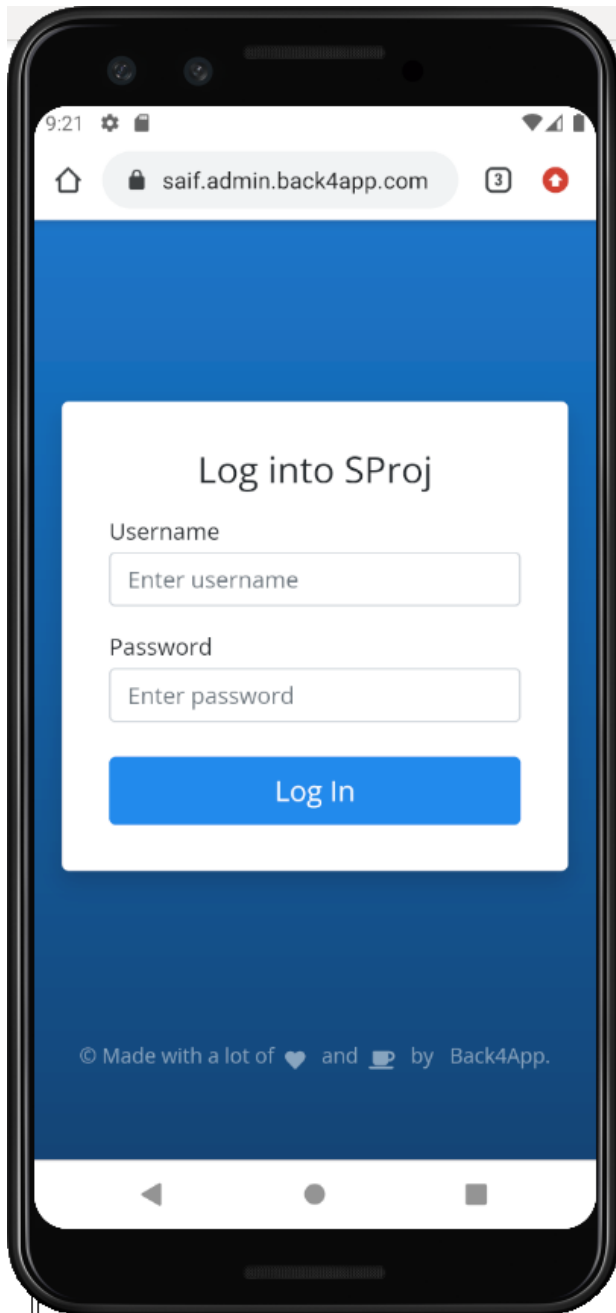 9:21
saif.admin.back4app.com 3
Log into SProj
Username
Enter username
Password
Enter password
Log In
© Made with a lot of and by Back4App.